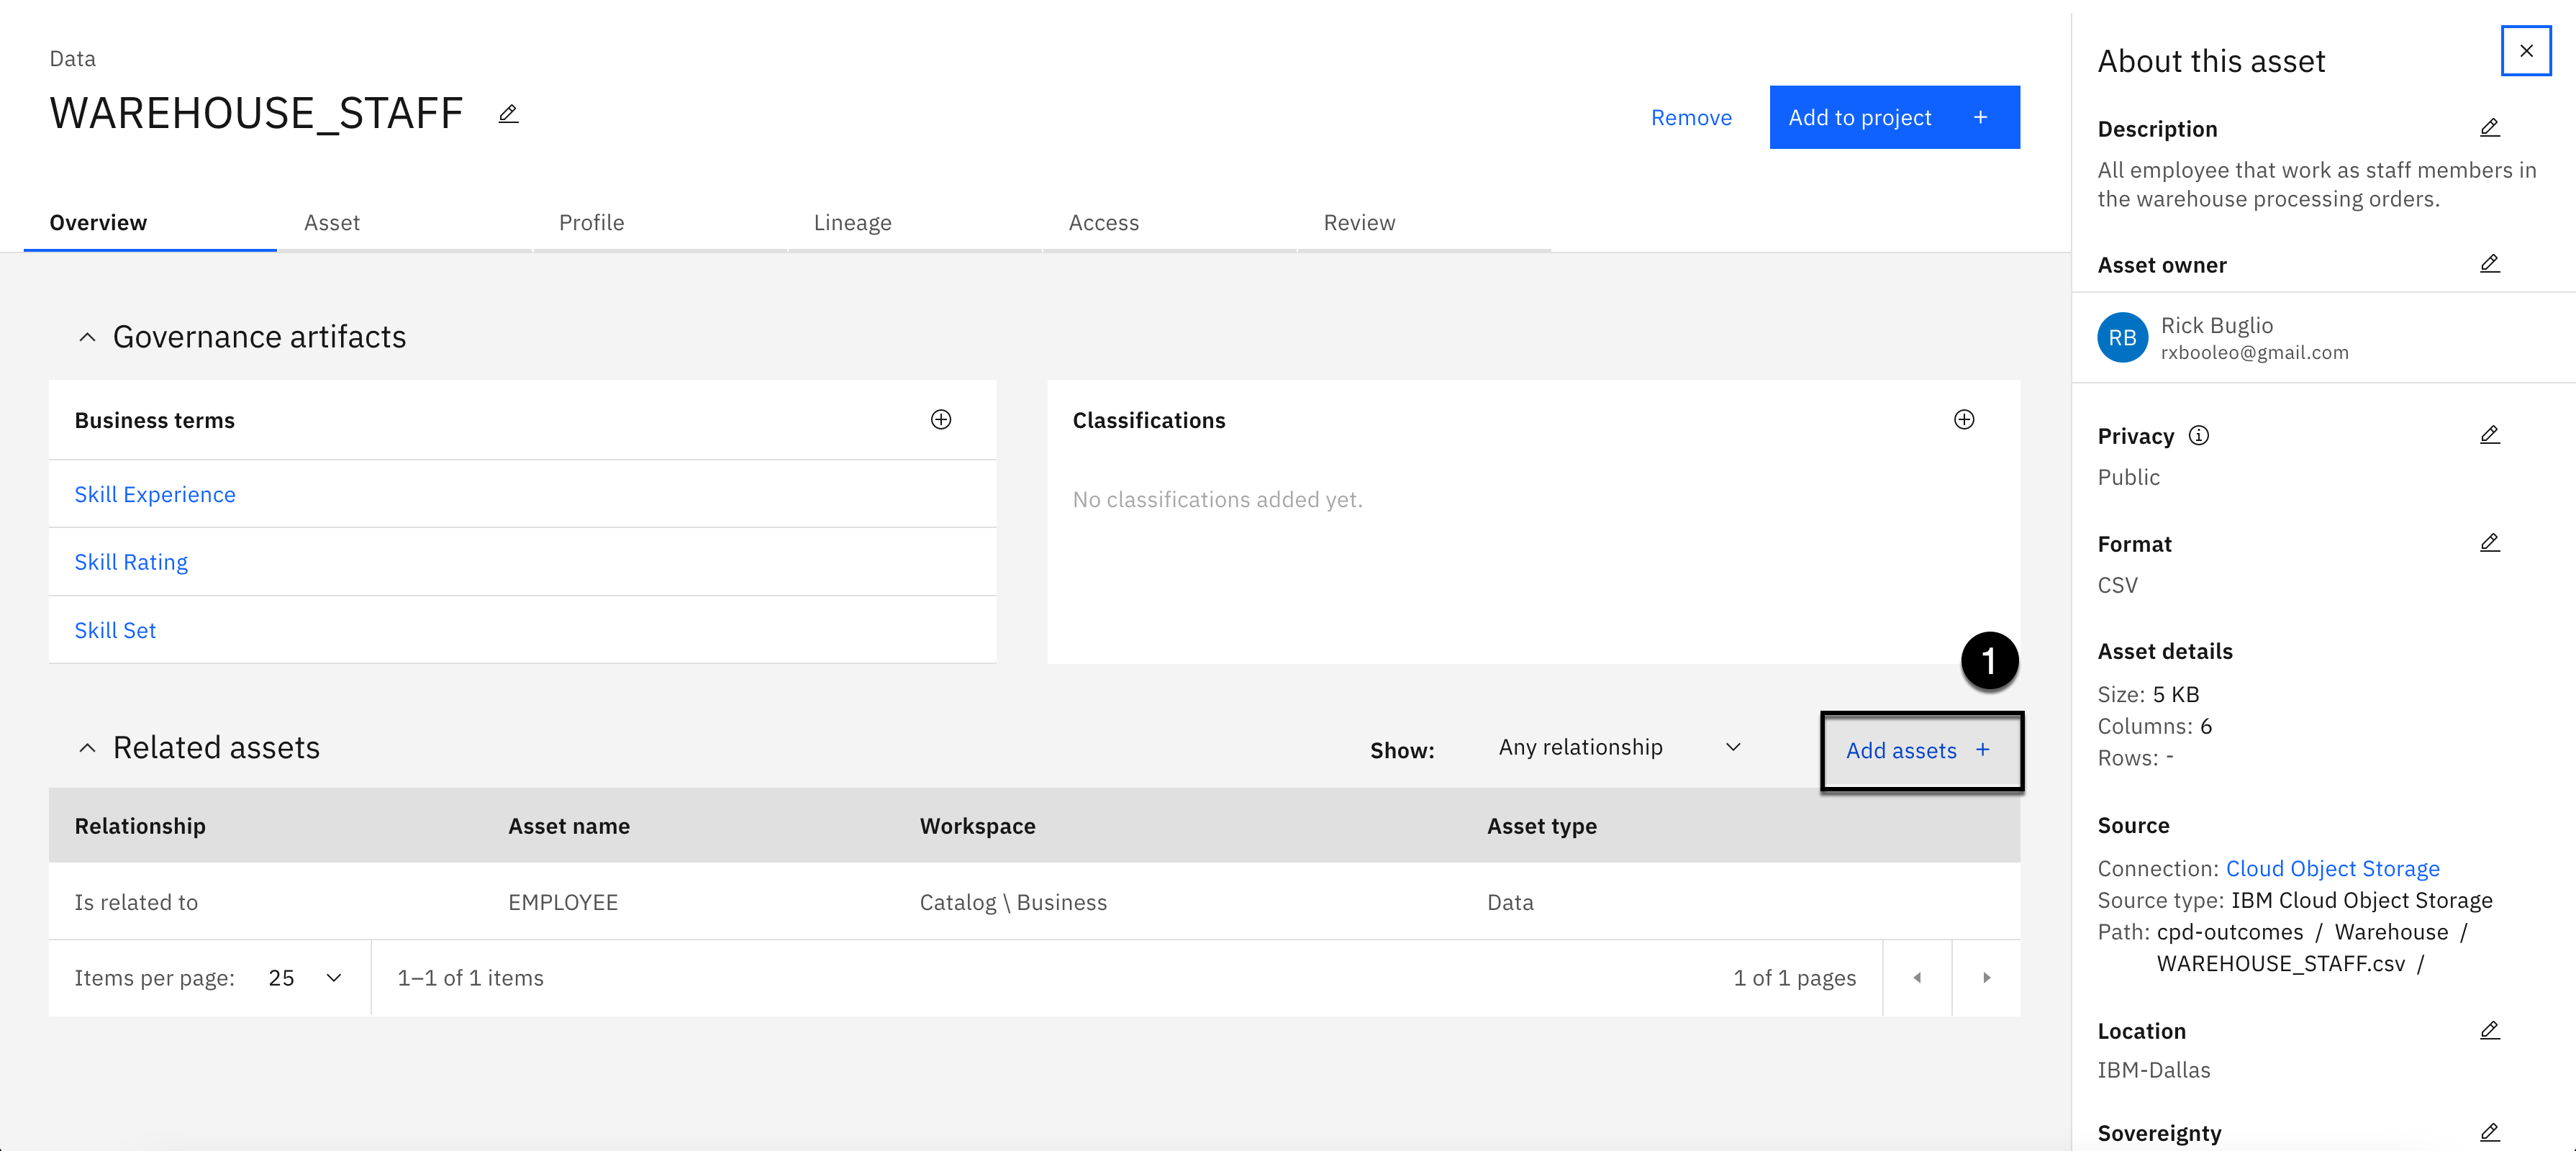 Data
WAREHOUSE_STAFF
Remove
Add to project +
Overview
Asset
Profile
Lineage
Access
Review
Governance artifacts
Business terms
Skill Experience
Skill Rating
Skill Set
Classifications
No classifications added yet.
1
Related assets
Show:
Any relationship
Add assets +
Relationship
Asset name
Workspace
Asset type
Is related to
EMPLOYEE
Catalog \ Business
Data
Items per page: 25
1–1 of 1 items
1 of 1 pages
About this asset
Description
All employee that work as staff members in
the warehouse processing orders.
Asset owner
RB
Rick Buglio
rxbooleo@gmail.com
Privacy
Public
Format
CSV
Asset details
Size: 5 KB
Columns: 6
Rows: -
Source
Connection: Cloud Object Storage
Source type: IBM Cloud Object Storage
Path: cpd-outcomes / Warehouse /
WAREHOUSE_STAFF.csv /
Location
IBM-Dallas
Sovereignty